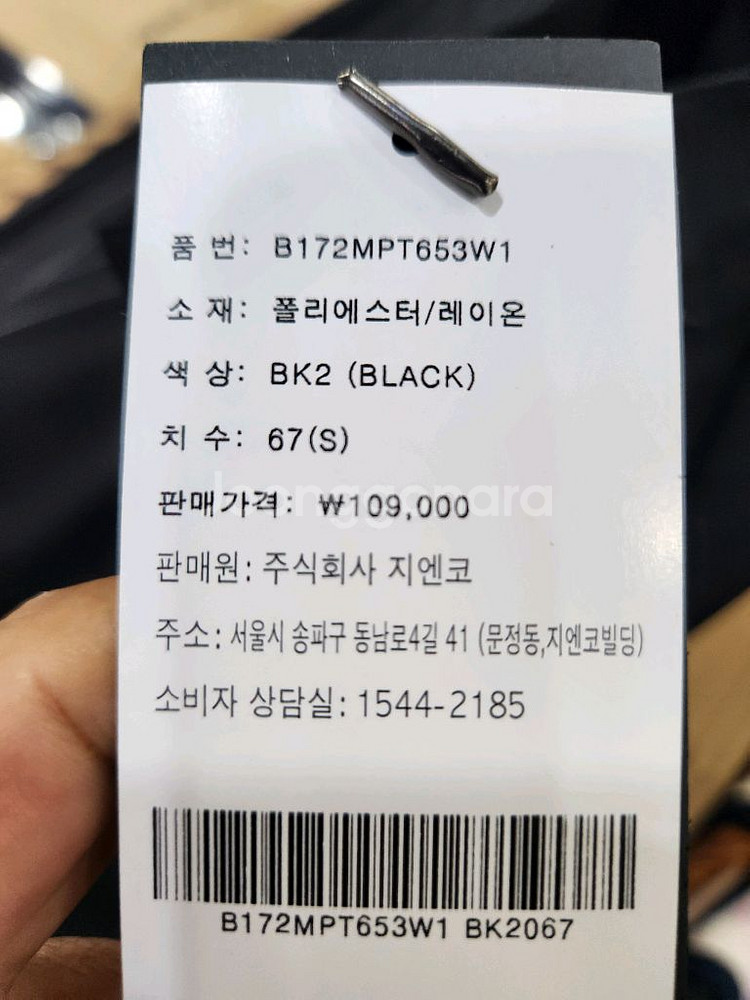 품 번: B172MPT653W1
소 재: 폴리에스터/레이온
색 상: BK2 (BLACK)
치 수: 67(S)
판매가격: ₩109,000
joonggonara
판매원: 주식회사 지엔코
주소: 서울시 송파구 동남로4길 41 (문정동,지엔코빌딩)
소비자 상담실: 1544-2185
B172MPT653W1 BK2067